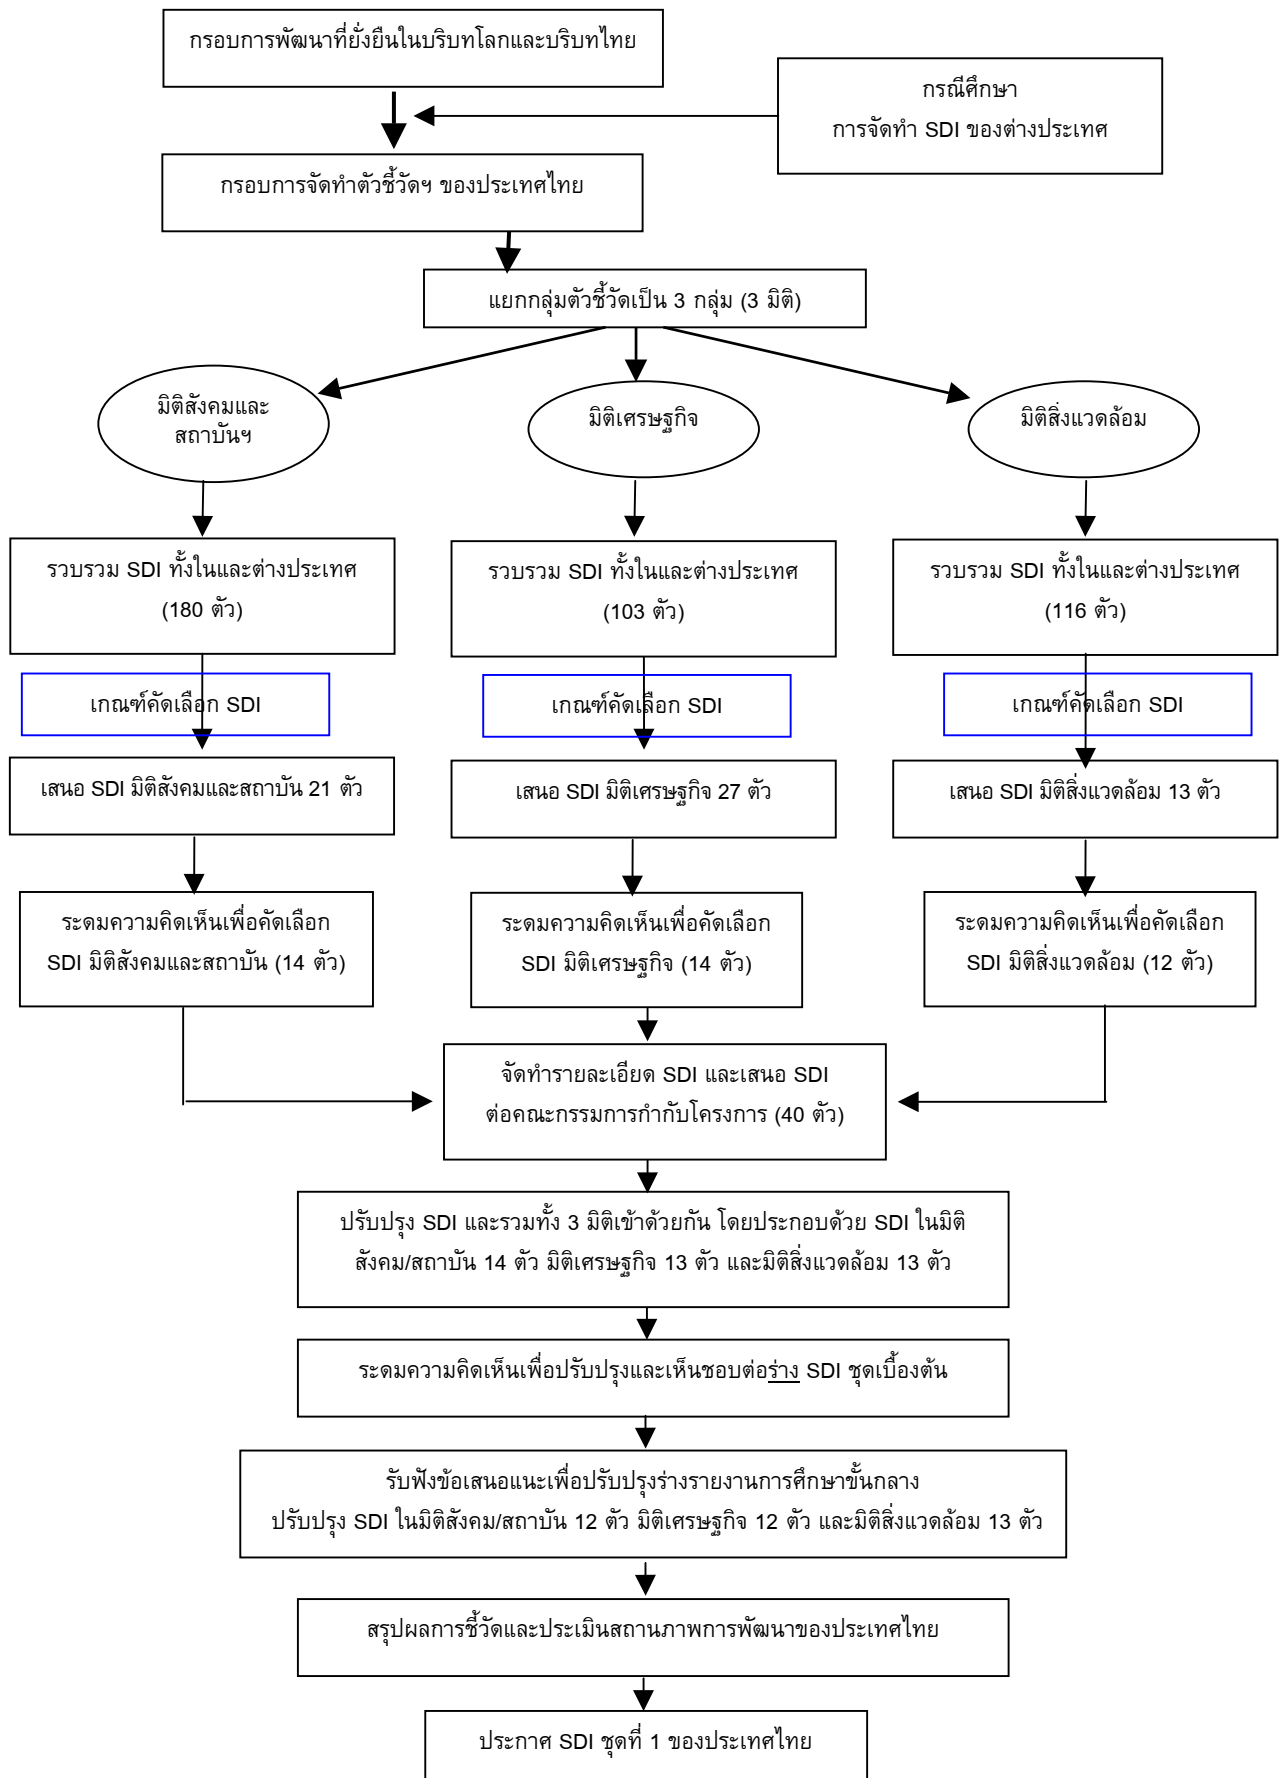 กรอบการพัฒนาที่ยั่งยืนในบริบทโลกและบริบทไทย
กรณีศึกษา
การจัดทำ SDI ของต่างประเทศ
กรอบการจัดทำตัวชี้วัดฯ ของประเทศไทย
แยกกลุ่มตัวชี้วัดเป็น 3 กลุ่ม (3 มิติ)
มิติสังคมและ
สถาบันฯ
มิติเศรษฐกิจ
มิติสิ่งแวดล้อม
รวบรวม SDI ทั้งในและต่างประเทศ
(180 ตัว)
รวบรวม SDI ทั้งในและต่างประเทศ
(103 ตัว)
รวบรวม SDI ทั้งในและต่างประเทศ
(116 ตัว)
เกณฑ์คัดเลือก SDI
เกณฑ์คัดเลือก SDI
เกณฑ์คัดเลือก SDI
เสนอ SDI มิติสังคมและสถาบัน 21 ตัว
เสนอ SDI มิติเศรษฐกิจ 27 ตัว
เสนอ SDI มิติสิ่งแวดล้อม 13 ตัว
ระดมความคิดเห็นเพื่อคัดเลือก
SDI มิติสังคมและสถาบัน (14 ตัว)
ระดมความคิดเห็นเพื่อคัดเลือก
SDI มิติเศรษฐกิจ (14 ตัว)
ระดมความคิดเห็นเพื่อคัดเลือก
SDI มิติสิ่งแวดล้อม (12 ตัว)
จัดทำรายละเอียด SDI และเสนอ SDI
ต่อคณะกรรมการกำกับโครงการ (40 ตัว)
ปรับปรุง SDI และรวมทั้ง 3 มิติเข้าด้วยกัน โดยประกอบด้วย SDI ในมิติ
สังคม/สถาบัน 14 ตัว มิติเศรษฐกิจ 13 ตัว และมิติสิ่งแวดล้อม 13 ตัว
ระดมความคิดเห็นเพื่อปรับปรุงและเห็นชอบต่อร่าง SDI ชุดเบื้องต้น
รับฟังข้อเสนอแนะเพื่อปรับปรุงร่างรายงานการศึกษาขั้นกลาง
ปรับปรุง SDI ในมิติสังคม/สถาบัน 12 ตัว มิติเศรษฐกิจ 12 ตัว และมิติสิ่งแวดล้อม 13 ตัว
สรุปผลการชี้วัดและประเมินสถานภาพการพัฒนาของประเทศไทย
ประกาศ SDI ชุดที่ 1 ของประเทศไทย